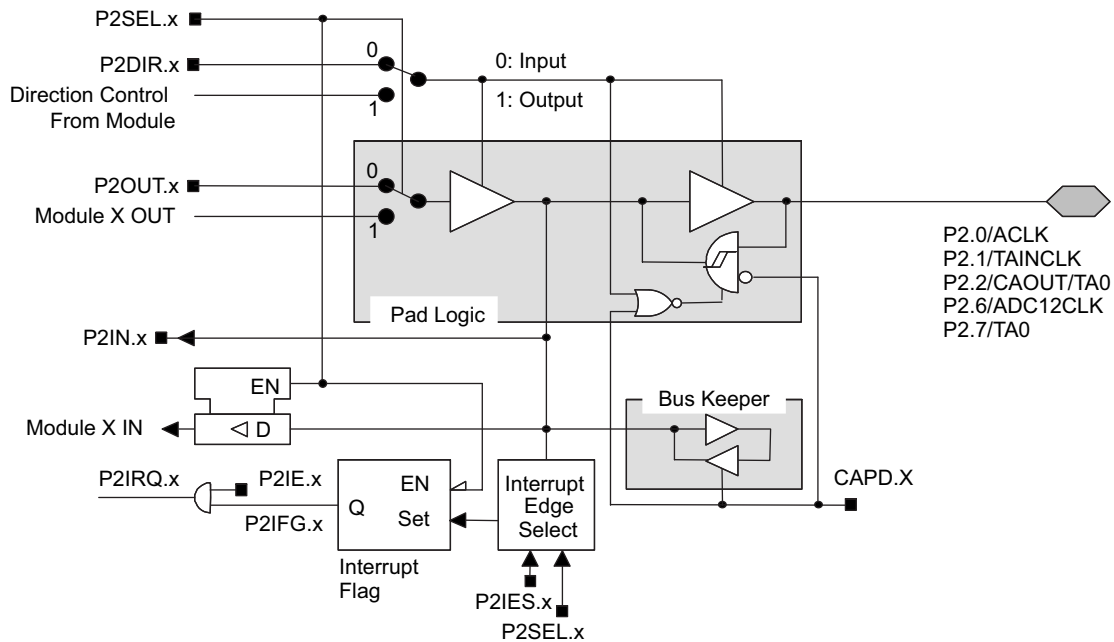 P2SEL.x
P2DIR.x
0
0: Input
Direction Control
From Module
1
1: Output
P2OUT.x
0
Module X OUT
1
P2.0/ACLK
P2.1/TAINCLK
P2.2/CAOUT/TA0
P2.6/ADC12CLK
P2.7/TA0
Pad Logic
P2IN.x
EN
Bus Keeper
Module X IN
D
P2IRQ.x
P2IE.x
P2IFG.x
Q
EN
Set
Interrupt
Edge
Select
CAPD.X
Interrupt
Flag
P2IES.x
P2SEL.x